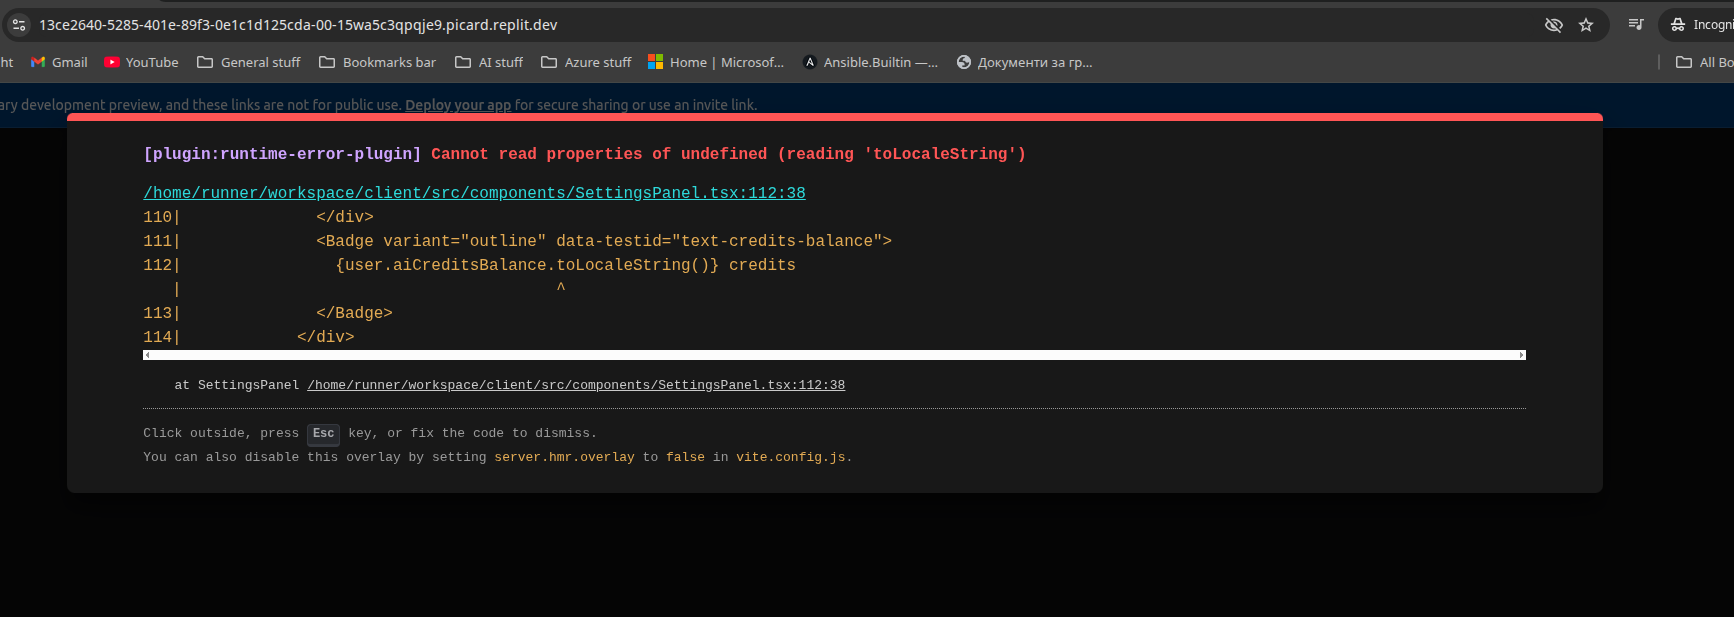 13ce2640-5285-401e-89f3-0e1c1d125cda-00-15wa5c3qpqje9.picard.replit.dev
Incogni
ht Gmail YouTube General stuff Bookmarks bar AI stuff Azure stuff Home | Microsof... Ansible.Builtin —... Документи за гр... All Bo
ary development preview, and these links are not for public use. Deploy your app for secure sharing or use an invite link.
[plugin:runtime-error-plugin] Cannot read properties of undefined (reading 'toLocaleString')
/home/runner/workspace/client/src/components/SettingsPanel.tsx:112:38
110|              </div>
111|              <Badge variant="outline" data-testid="text-credits-balance">
112|                {user.aiCreditsBalance.toLocaleString()} credits
   |                                       ^
113|              </Badge>
114|            </div>
at SettingsPanel /home/runner/workspace/client/src/components/SettingsPanel.tsx:112:38
Click outside, press Esc key, or fix the code to dismiss.
You can also disable this overlay by setting server.hmr.overlay to false in vite.config.js.